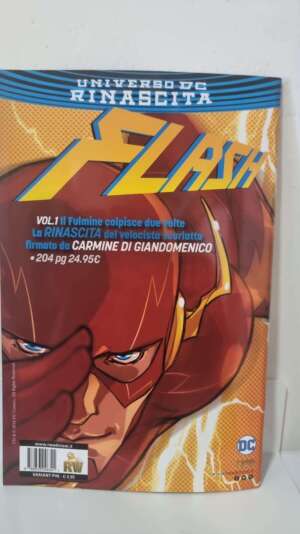 UNIVERSO DC
RINASCITA
FLASH
VOL.1 Il Fulmine colpisce due volte
La RINASCITA del velocista scarlatto
firmata da CARMINE DI GIANDOMENICO
• 204 pg 24.95€
DC
RW